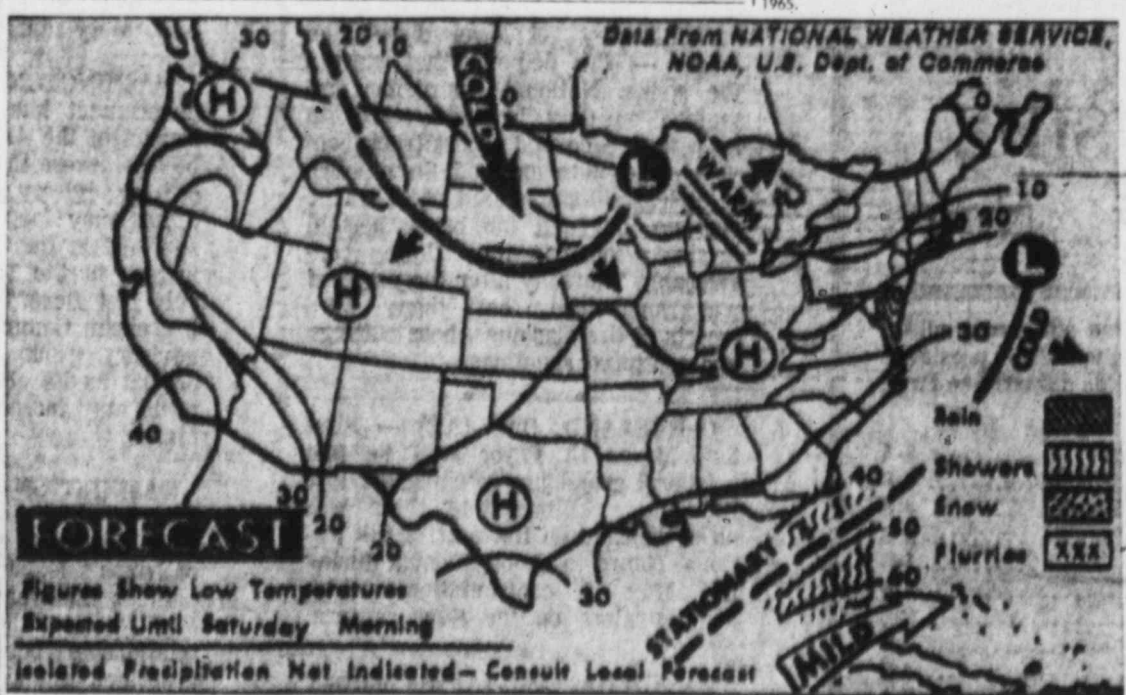 1965.
Data From NATIONAL WEATHER SERVICE,
NOAA, U.S. Dept. of Commerce
30
20
10
COLD
0
0
H
L
WARM
10
20
L
H
H
30
COLD
40
Rain
Showers
Snow
Flurries
H
40
30
20
20
30
50
60
STATIONARY
MILD
FORECAST
Figures Show Low Temperatures
Expected Until Saturday Morning
Isolated Precipitation Not Indicated—Consult Local Forecast